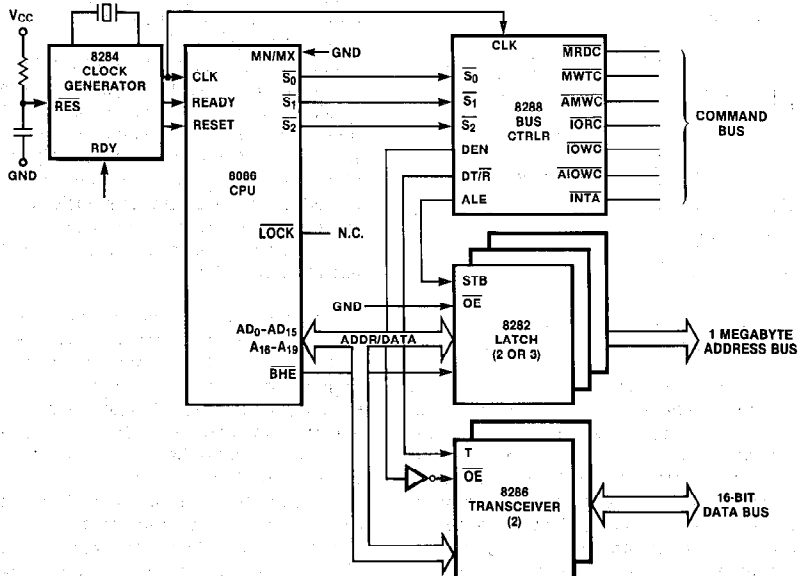 VCC
8284
CLOCK
GENERATOR
RES
RDY
GND
MN/MX
GND
CLK
READY
RESET
S0
S1
S2
8086
CPU
LOCK
N.C.
AD0-AD15
A16-A19
BHE
ADDR/DATA
CLK
S0
S1
S2
DEN
DT/R
ALE
8288
BUS
CTRLR
MRDC
MWTC
AMWC
IORC
IOWC
AIOWC
INTA
COMMAND
BUS
STB
GND
OE
8282
LATCH
(2 OR 3)
1 MEGABYTE
ADDRESS BUS
T
OE
8286
TRANSCEIVER
(2)
16-BIT
DATA BUS